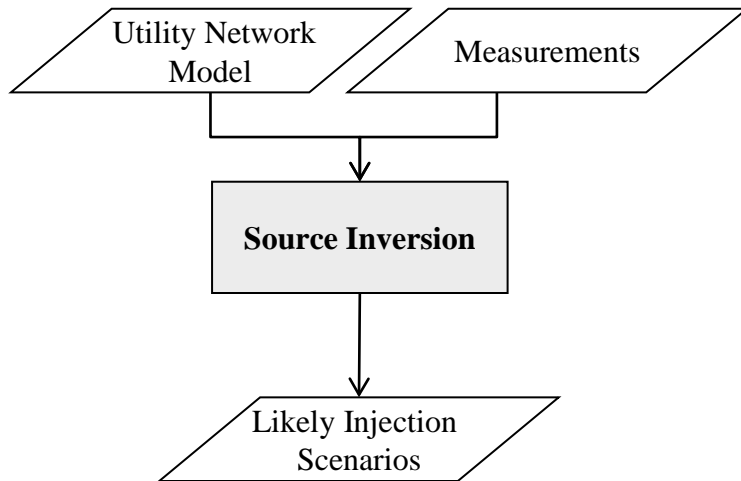 Utility Network
Model
Measurements
Source Inversion
Likely Injection
Scenarios